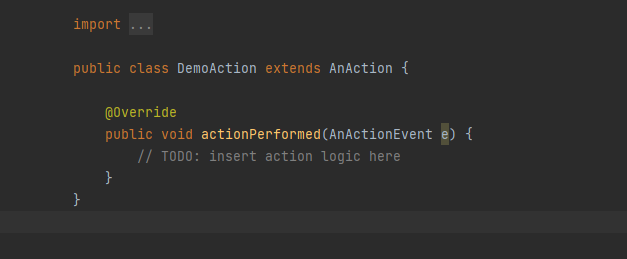 import ...
public class DemoAction extends AnAction {
@Override
public void actionPerformed(AnActionEvent e) {
// TODO: insert action logic here
}
}